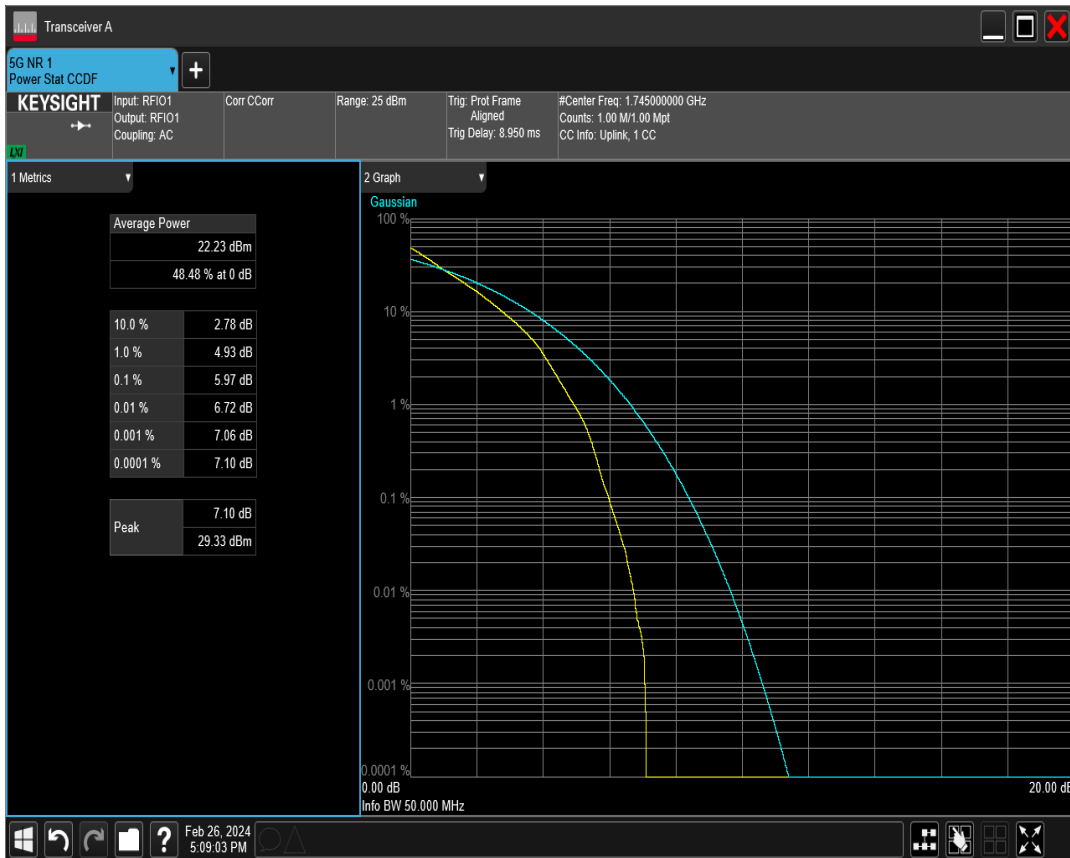 Transceiver A
5G NR 1
Power Stat CCDF
+
KEYSIGHT
LXI
Input: RFIO1
Output: RFIO1
Coupling: AC
Corr CCorr
Range: 25 dBm
Trig: Prot Frame
Aligned
Trig Delay: 8.950 ms
#Center Freq: 1.745000000 GHz
Counts: 1.00 M/1.00 Mpt
CC Info: Uplink, 1 CC
1 Metrics
Average Power
22.23 dBm
48.48 % at 0 dB
10.0 % 2.78 dB
1.0 % 4.93 dB
0.1 % 5.97 dB
0.01 % 6.72 dB
0.001 % 7.06 dB
0.0001 % 7.10 dB
Peak
7.10 dB
29.33 dBm
2 Graph
Gaussian
100 %
10 %
1 %
0.1 %
0.01 %
0.001 %
0.0001 %
0.00 dB 20.00 dB
Info BW 50.000 MHz
?
Feb 26, 2024
5:09:03 PM